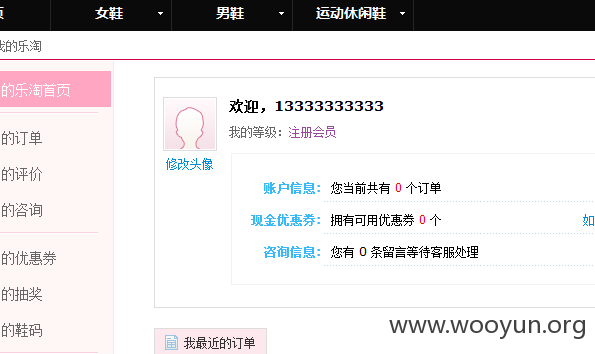 页 女鞋 男鞋 运动休闲鞋
我的乐淘
的乐淘首页
的订单
的评价
的咨询
的优惠券
的抽奖
的鞋码
欢迎，13333333333
我的等级：注册会员
修改头像
账户信息： 您当前共有 0 个订单
现金优惠券： 拥有可用优惠券 0 个 如
咨询信息： 您有 0 条留言等待客服处理
我最近的订单
www.wooyun.org